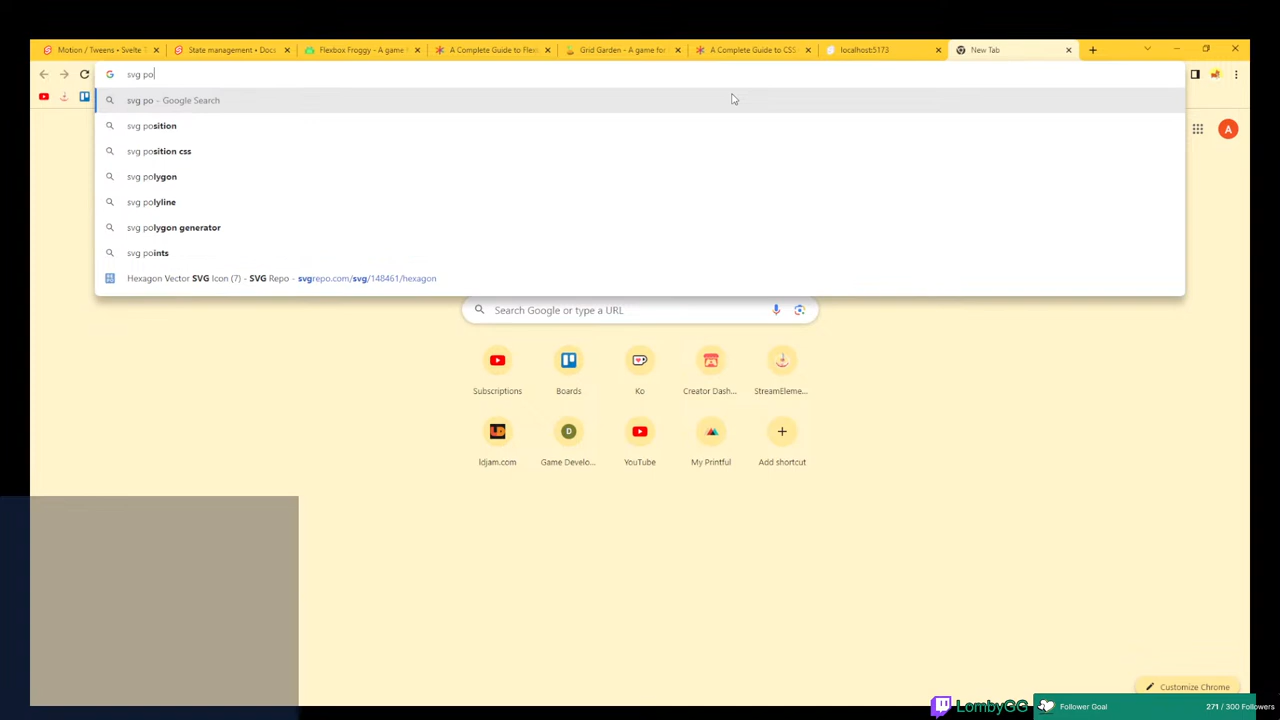 Motion / Tweens • Svelte T
State management • Docs
Flexbox Froggy - A game f
A Complete Guide to Flex
Grid Garden - A game for
A Complete Guide to CSS
localhost:5173
New Tab
svg po
svg po - Google Search
svg position
svg position css
svg polygon
svg polyline
svg polygon generator
svg points
Hexagon Vector SVG Icon (7) - SVG Repo - svgrepo.com/svg/148461/hexagon
A
Search Google or type a URL
Subscriptions
Boards
Ko
Creator Dash...
StreamEleme...
LD
D
ldjam.com
Game Develo...
YouTube
My Printful
Add shortcut
Customize Chrome
LombyGG
Follower Goal
271 / 300 Followers